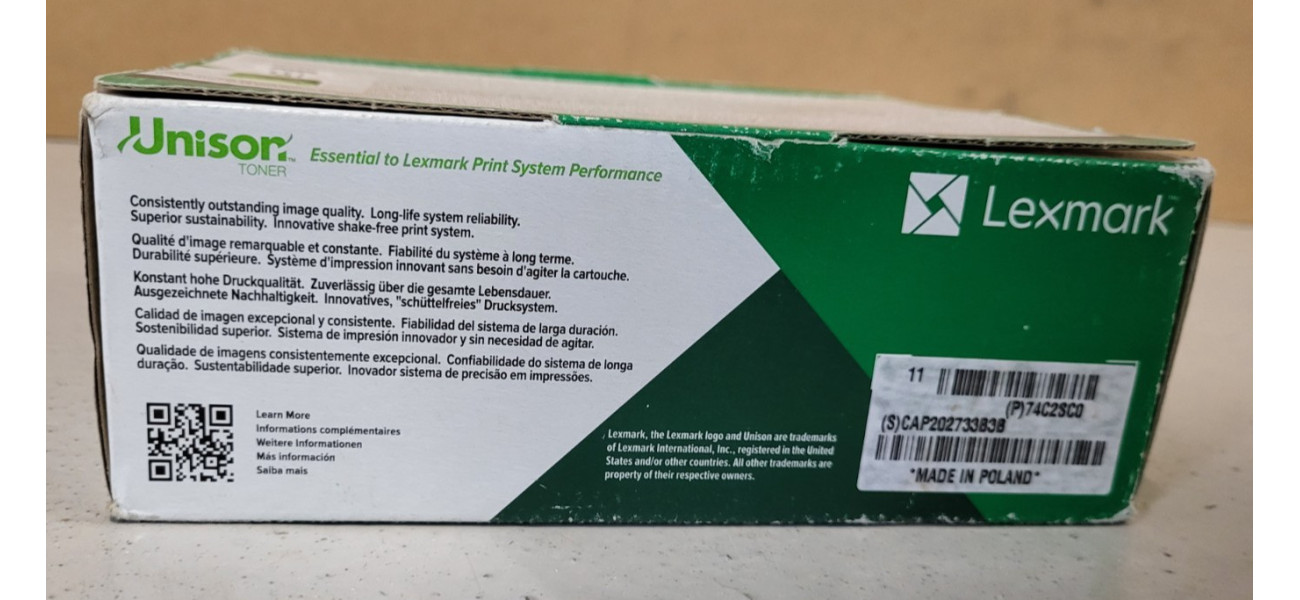 Unison™
TONER
Essential to Lexmark Print System Performance
Consistently outstanding image quality. Long-life system reliability.
Superior sustainability. Innovative shake-free print system.
Qualité d'image remarquable et constante. Fiabilité du système à long terme.
Durabilité supérieure. Système d'impression innovant sans besoin d'agiter la cartouche.
Konstant hohe Druckqualität. Zuverlässig über die gesamte Lebensdauer.
Ausgezeichnete Nachhaltigkeit. Innovatives, "schüttelfreies" Drucksystem.
Calidad de imagen excepcional y consistente. Fiabilidad del sistema de larga duración.
Sostenibilidad superior. Sistema de impresión innovador y sin necesidad de agitar.
Qualidade de imagens consistentemente excepcional. Confiabilidade do sistema de longa
duração. Sustentabilidade superior. Inovador sistema de precisão em impressões.
Learn More
Informations complémentaires
Weitere Informationen
Más información
Saiba mais
Lexmark, the Lexmark logo and Unison are trademarks
of Lexmark International, Inc., registered in the United
States and/or other countries. All other trademarks are
property of their respective owners.
Lexmark
11
(P)74C2SC0
(S)CAP202733838
*MADE IN POLAND*